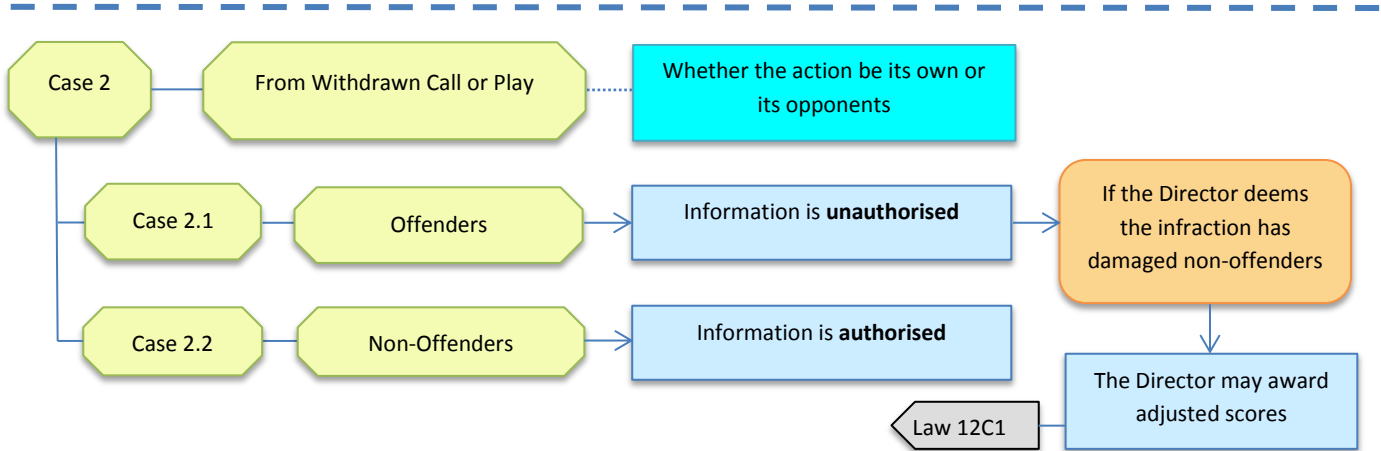 Case 2
From Withdrawn Call or Play
Whether the action be its own or
its opponents
Case 2.1
Offenders
Information is unauthorised
If the Director deems
the infraction has
damaged non-offenders
Case 2.2
Non-Offenders
Information is authorised
The Director may award
adjusted scores
Law 12C1